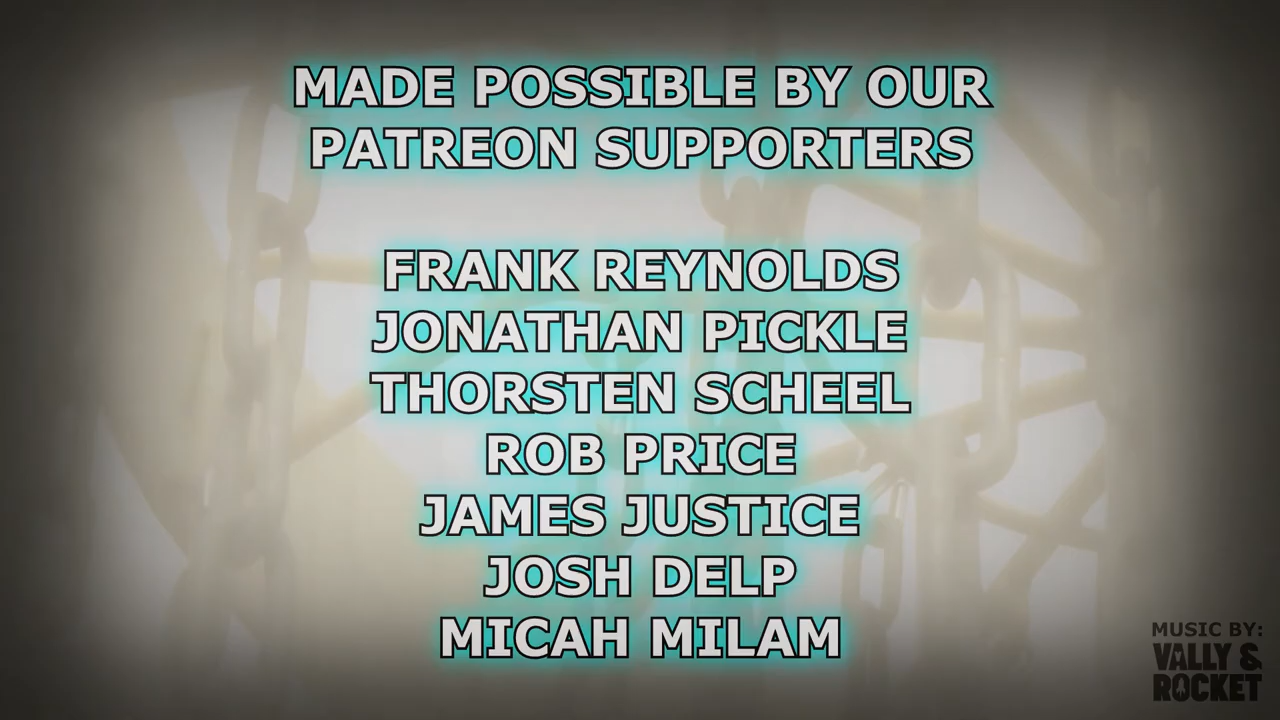 MADE POSSIBLE BY OUR
PATREON SUPPORTERS
FRANK REYNOLDS
JONATHAN PICKLE
THORSTEN SCHEEL
ROB PRICE
JAMES JUSTICE
JOSH DELP
MICAH MILAM
MUSIC BY:
VALLY &
ROCKET